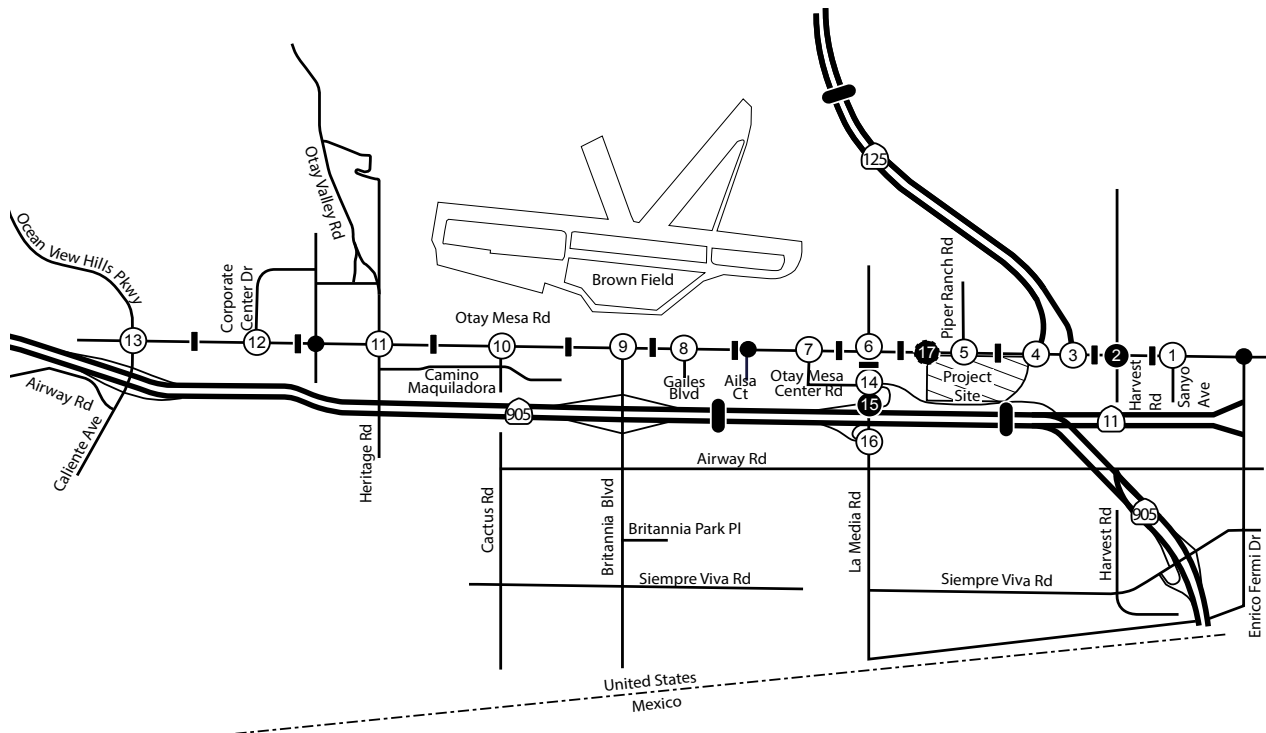 125
Ocean View Hills Pkwy
Otay Valley Rd
Corporate
Center Dr
Brown Field
Piper Ranch Rd
Otay Mesa Rd
13
12
11
10
9
8
7
6
17
5
4
3
2
1
Camino
Maquiladora
Gailes
Blvd
Ailsa
Ct
Otay Mesa
Center Rd
14
Project
Site
Harvest
Rd
Sanyo
Ave
15
16
Airway Rd
Caliente Ave
905
11
Heritage Rd
Airway Rd
Cactus Rd
Britannia Blvd
Britannia Park Pl
La Media Rd
Harvest Rd
905
Siempre Viva Rd
Siempre Viva Rd
Enrico Fermi Dr
United States
Mexico